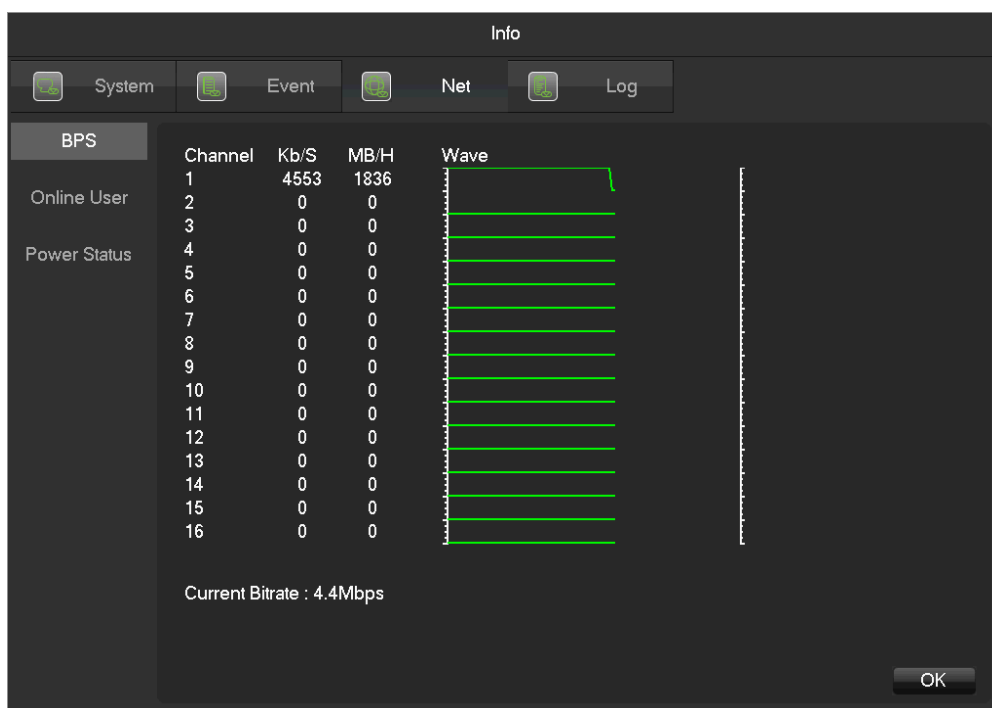 Info
System Event Net Log
BPS
Online User
Power Status
Channel Kb/S MB/H Wave
1 4553 1836
2 0 0
3 0 0
4 0 0
5 0 0
6 0 0
7 0 0
8 0 0
9 0 0
10 0 0
11 0 0
12 0 0
13 0 0
14 0 0
15 0 0
16 0 0
Current Bitrate : 4.4Mbps
OK